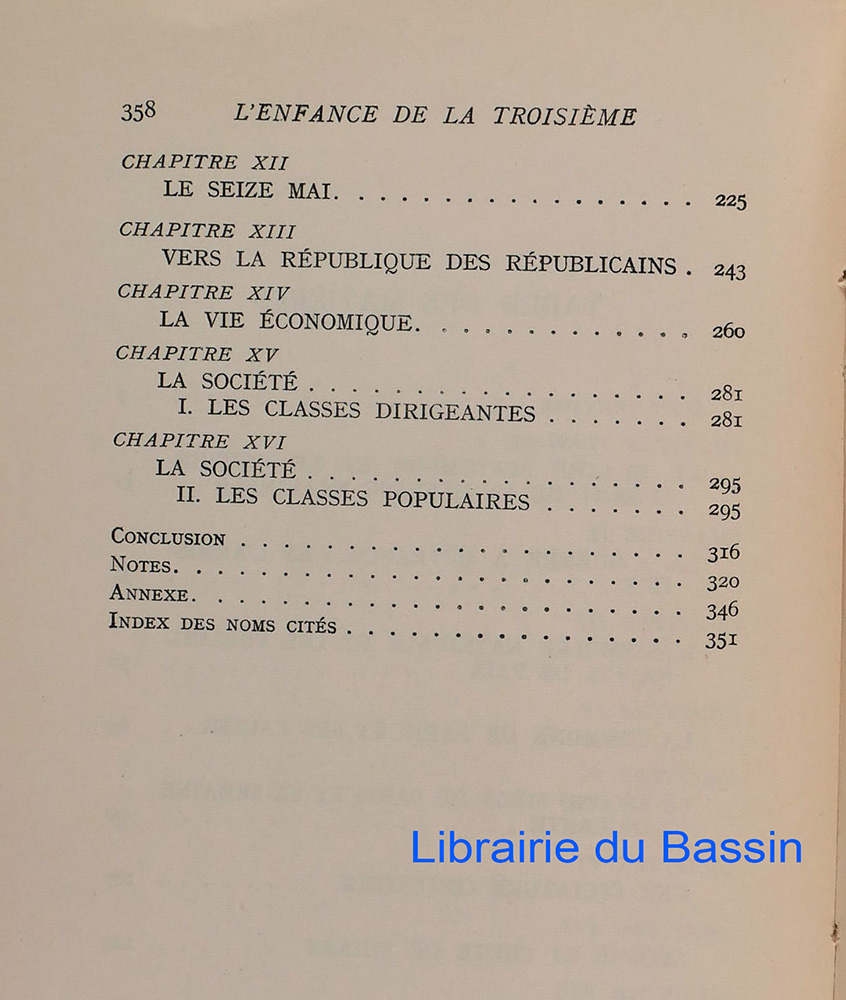 358 L'ENFANCE DE LA TROISIÈME
CHAPITRE XII
LE SEIZE MAI. . . . . . . . . . . . . . 225
CHAPITRE XIII
VERS LA RÉPUBLIQUE DES RÉPUBLICAINS . 243
CHAPITRE XIV
LA VIE ÉCONOMIQUE. . . . . . . . . . . 260
CHAPITRE XV
LA SOCIÉTÉ . . . . . . . . . . . . . . . 281
I. LES CLASSES DIRIGEANTES . . . . . . . 281
CHAPITRE XVI
LA SOCIÉTÉ . . . . . . . . . . . . . . . 295
II. LES CLASSES POPULAIRES . . . . . . . 295
CONCLUSION . . . . . . . . . . . . . . . . 316
NOTES. . . . . . . . . . . . . . . . . . . 320
ANNEXE. . . . . . . . . . . . . . . . . . 346
INDEX DES NOMS CITÉS . . . . . . . . . . . . 351
Librairie du Bassin